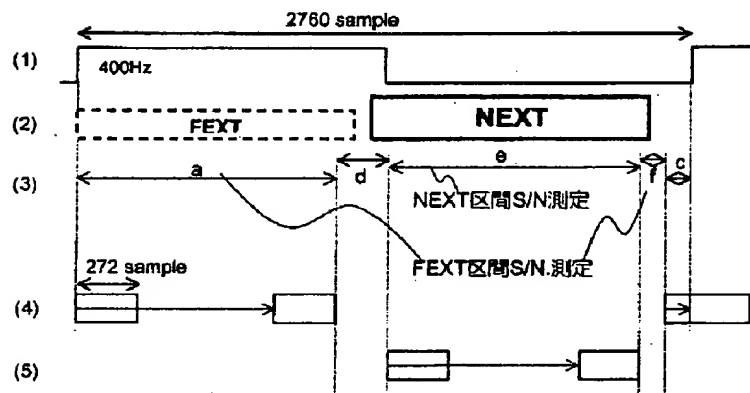 2760 sample
(1)
400Hz
(2)
FEXT
NEXT
(3)
a
d
e
f
c
NEXT区間S/N測定
FEXT区間S/N.測定
272 sample
(4)
(5)